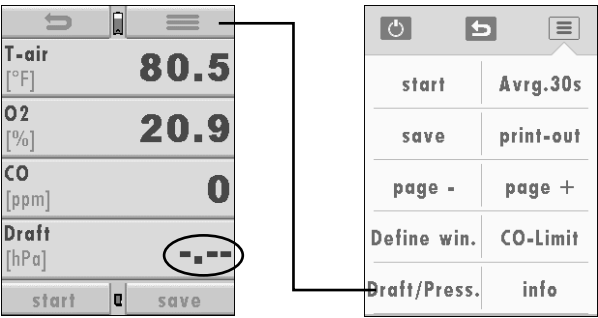 T-air
[°F]
80.5
O2
[%]
20.9
CO
[ppm]
0
Draft
[hPa]
-.--
start
save
start
Avrg.30s
save
print-out
page -
page +
Define win.
CO-Limit
Draft/Press.
info